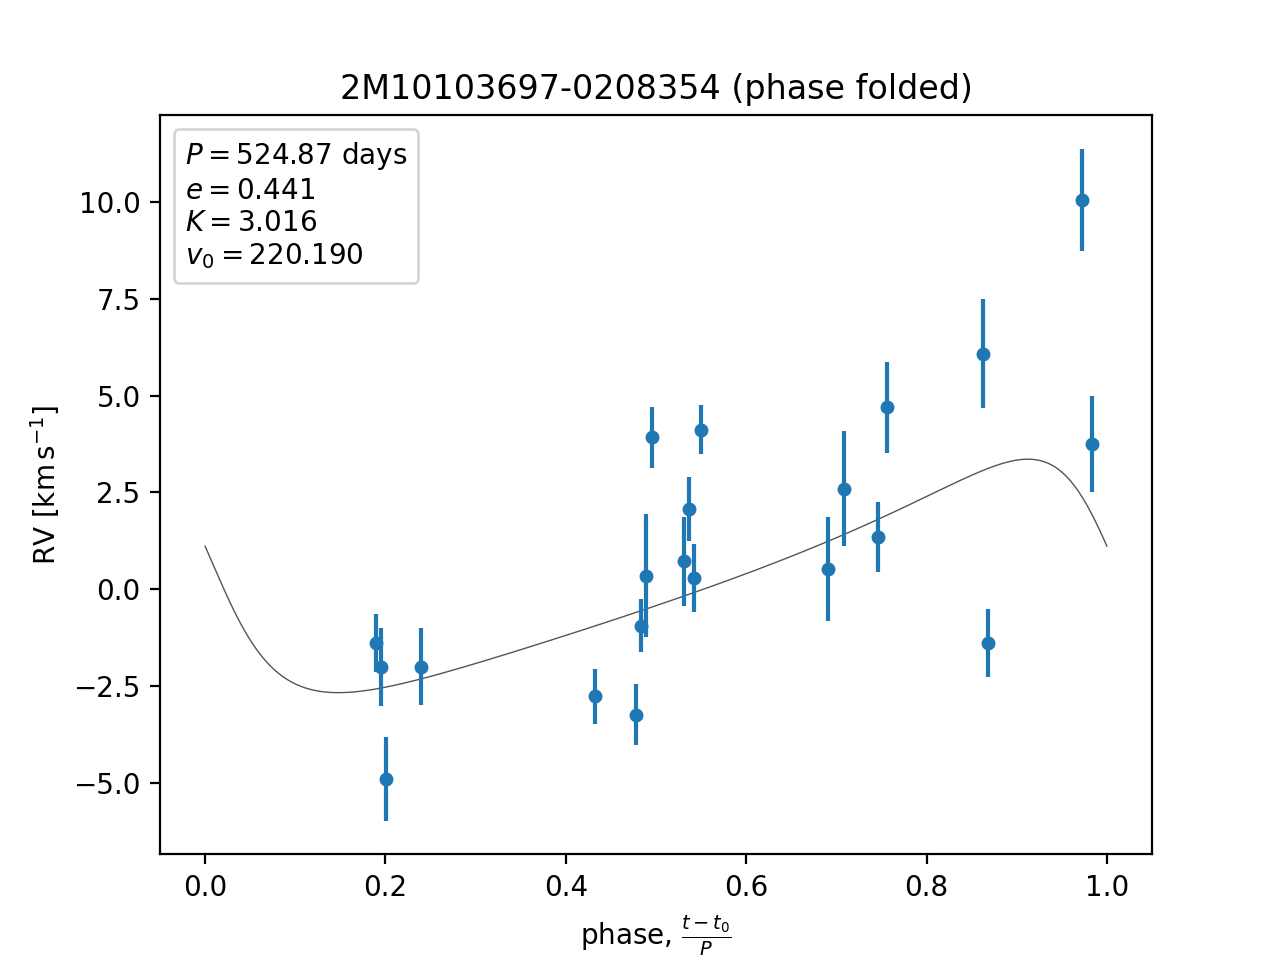 2M10103697-0208354 (phase folded)
P = 524.87 days
e = 0.441
K = 3.016
v₀ = 220.190
10.0
7.5
5.0
2.5
0.0
−2.5
−5.0
RV [km s⁻¹]
0.0 0.2 0.4 0.6 0.8 1.0
phase, (t − t₀)/P